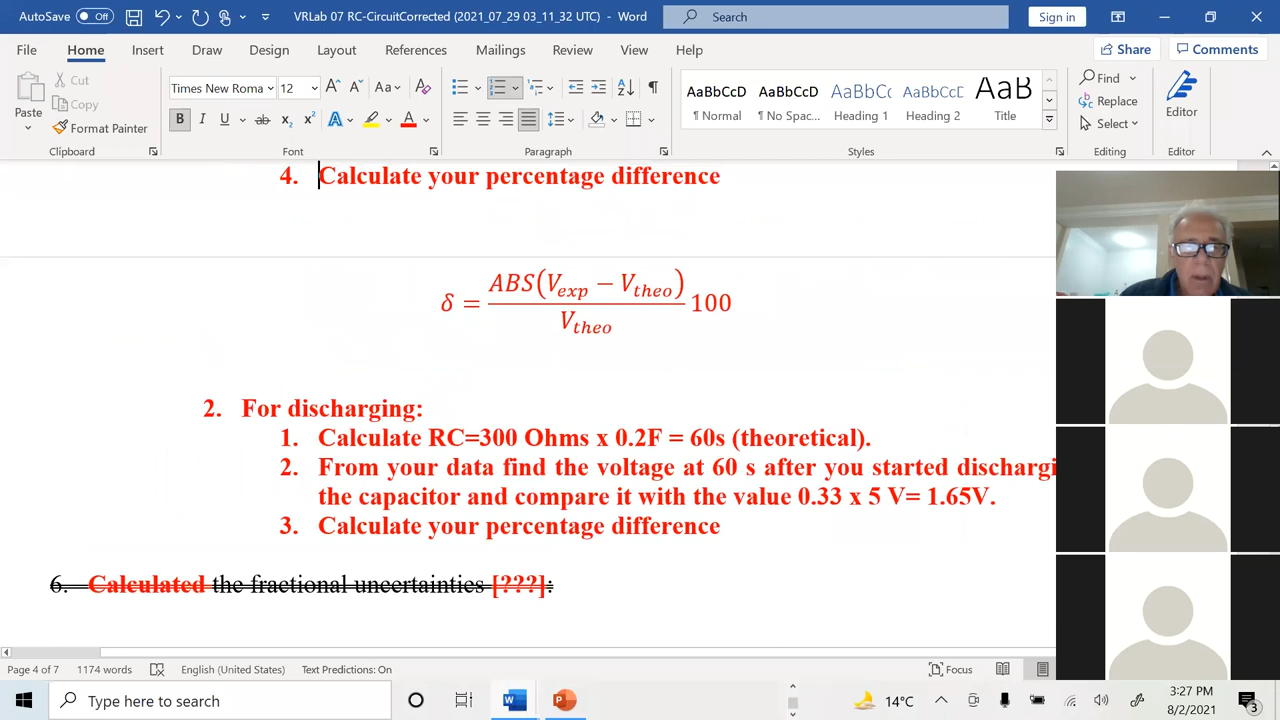 AutoSave Off VRLab 07 RC-CircuitCorrected (2021_07_29 03_11_32 UTC) - Word Search Sign in
File Home Insert Draw Design Layout References Mailings Review View Help Share Comments
Paste Cut Copy Format Painter
Times New Roma 12
B I U ab x₂ x² A A
Aa
AaBbCcD AaBbCcD AaBbCc AaBbCcD AaB
¶ Normal ¶ No Spac... Heading 1 Heading 2 Title
Find Replace Select Editor
Clipboard Font Paragraph Styles Editing Editor
4. Calculate your percentage difference
δ = ABS(V_exp − V_theo) / V_theo 100
2. For discharging:
1. Calculate RC=300 Ohms x 0.2F = 60s (theoretical).
2. From your data find the voltage at 60 s after you started dischargi
the capacitor and compare it with the value 0.33 x 5 V= 1.65V.
3. Calculate your percentage difference
6. Calculated the fractional uncertainties [???]:
Page 4 of 7 1174 words English (United States) Text Predictions: On Focus
Type here to search 14°C 3:27 PM
8/2/2021 3